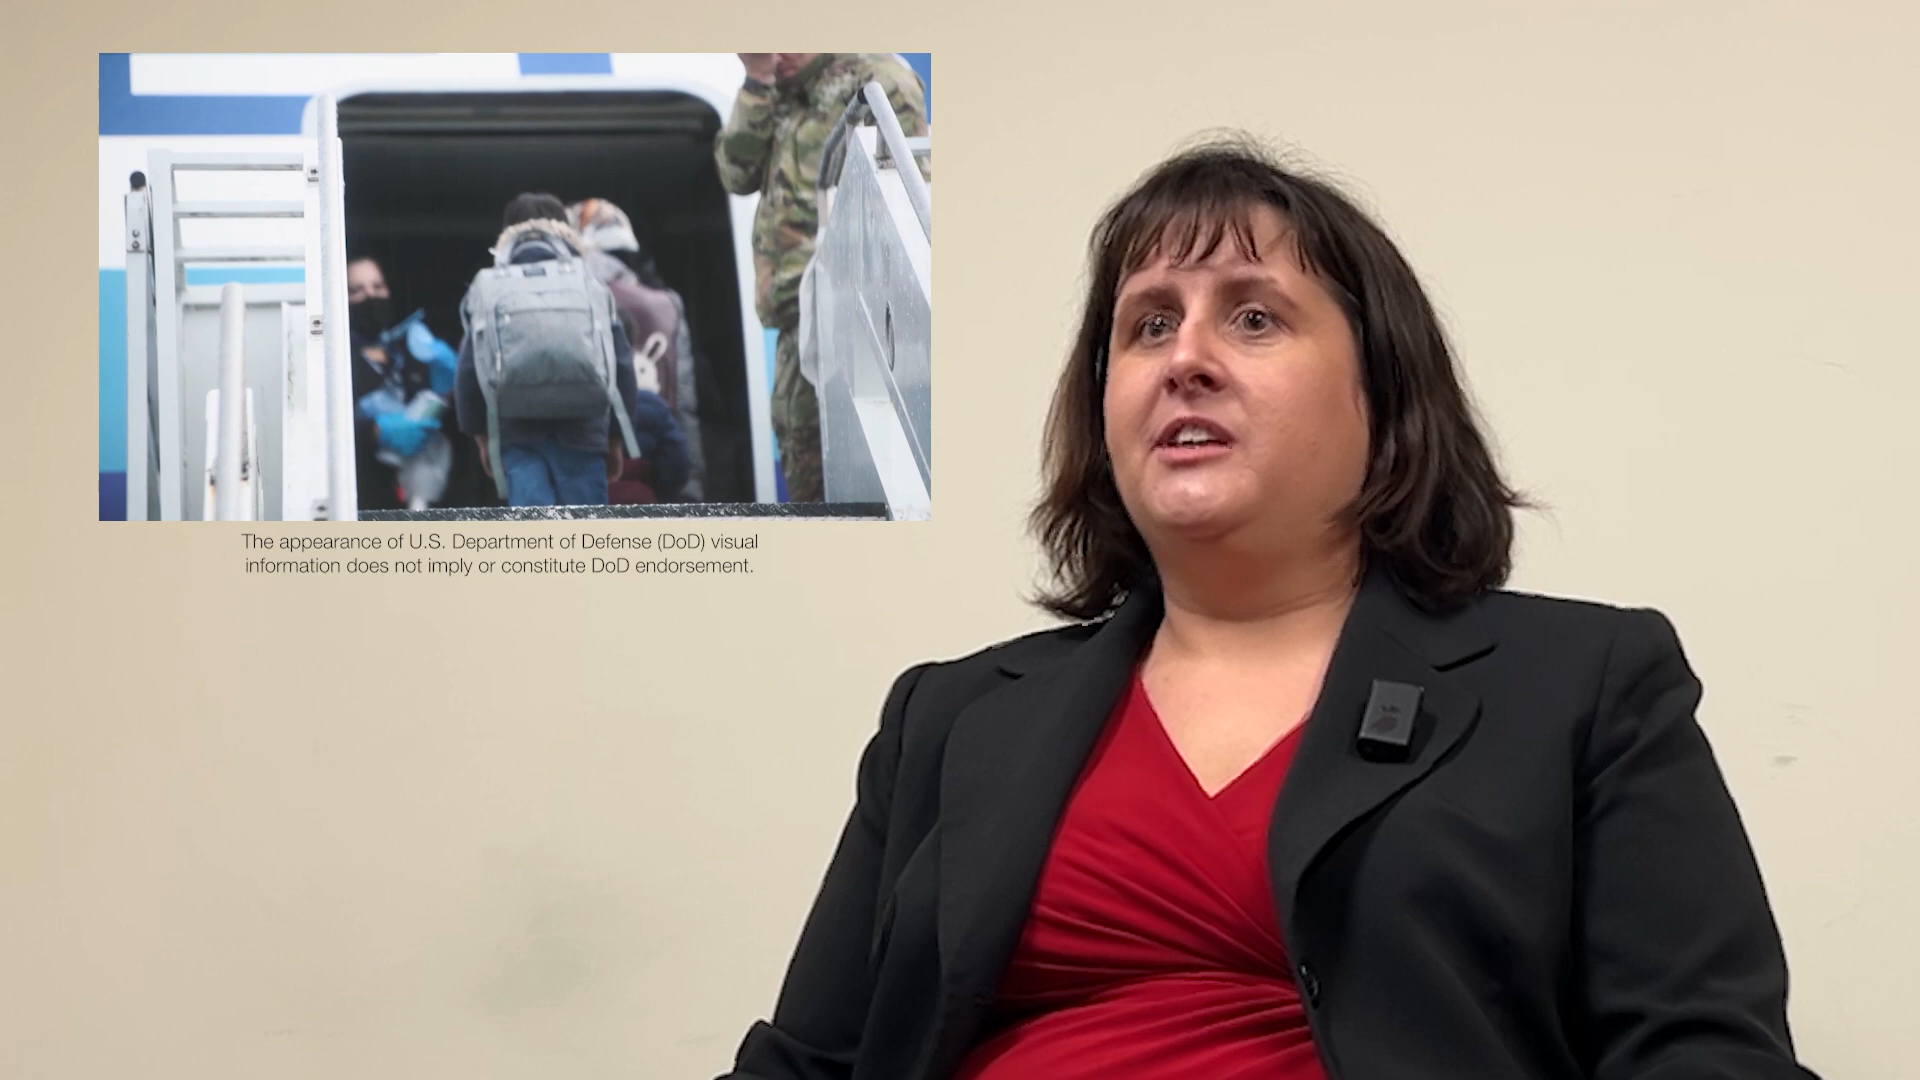 The appearance of U.S. Department of Defense (DoD) visual
information does not imply or constitute DoD endorsement.